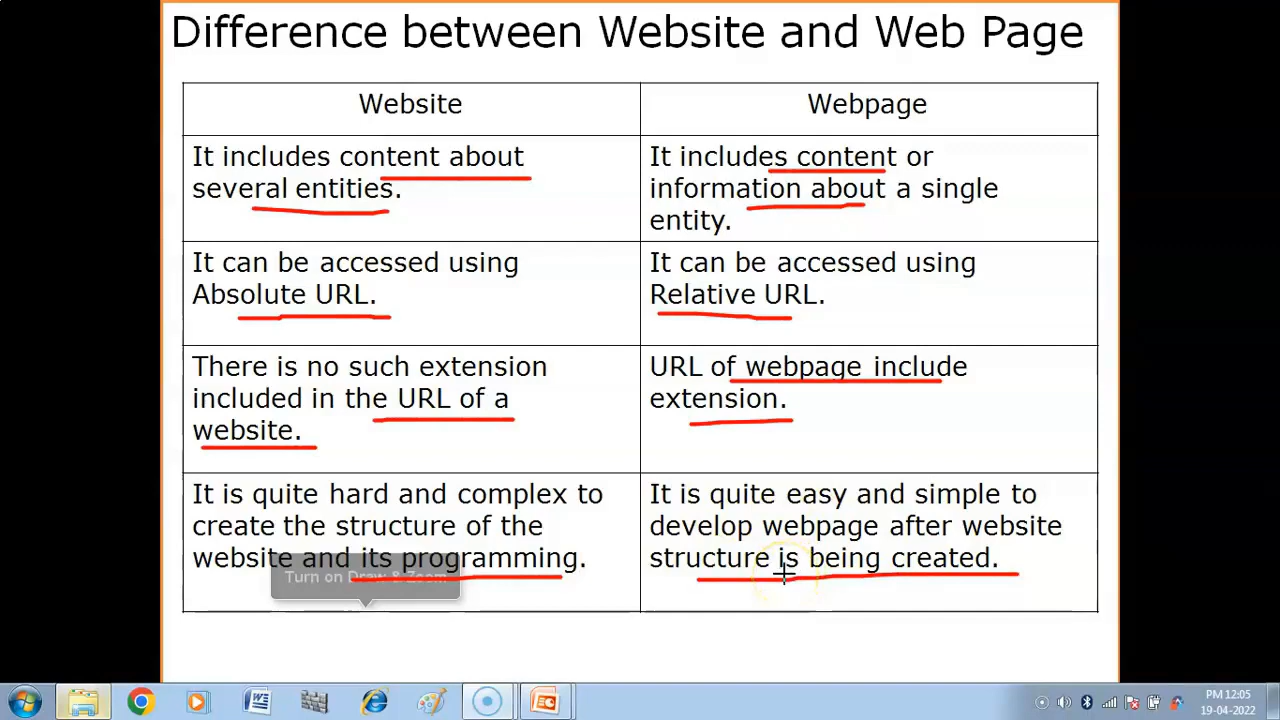 Difference between Website and Web Page
Website
Webpage
It includes content about
several entities.
It includes content or
information about a single
entity.
It can be accessed using
Absolute URL.
It can be accessed using
Relative URL.
There is no such extension
included in the URL of a
website.
URL of webpage include
extension.
It is quite hard and complex to
create the structure of the
website and its programming.
It is quite easy and simple to
develop webpage after website
structure is being created.
Turn on Draw & Zoom
PM 12:05
19-04-2022